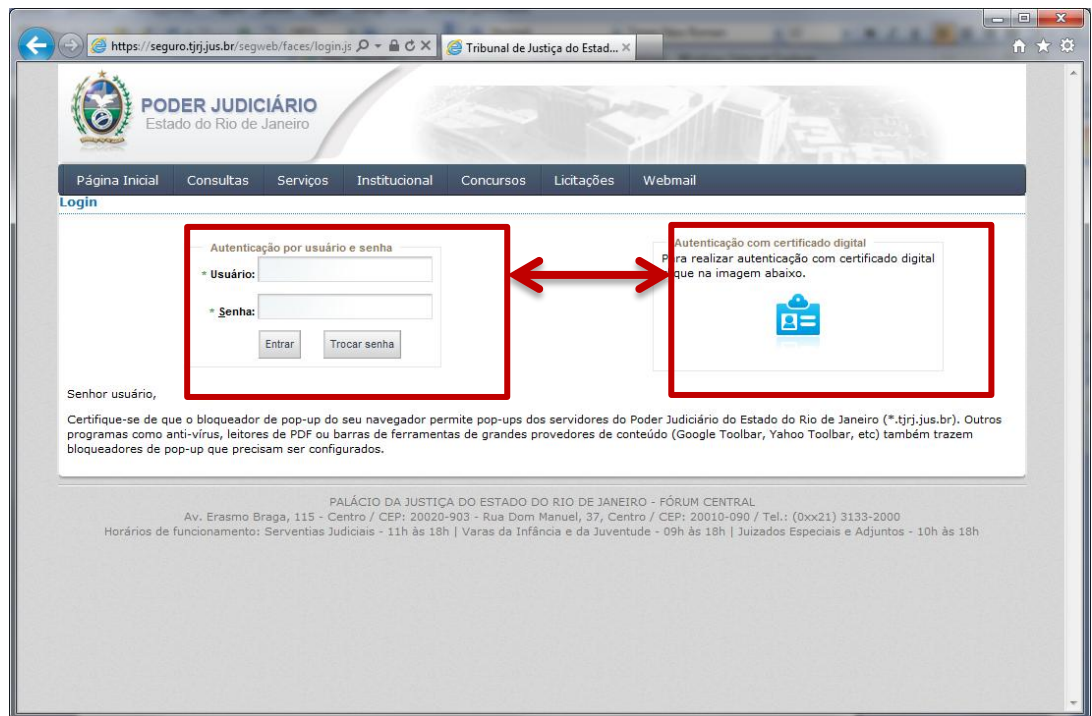 https://seguro.tjrj.jus.br/segweb/faces/login.js
Tribunal de Justiça do Estad...
PODER JUDICIÁRIO
Estado do Rio de Janeiro
Página Inicial Consultas Serviços Institucional Concursos Licitações Webmail
Login
Autenticação por usuário e senha
* Usuário:
* Senha:
Entrar Trocar senha
Autenticação com certificado digital
Para realizar autenticação com certificado digital
que na imagem abaixo.
Senhor usuário,
Certifique-se de que o bloqueador de pop-up do seu navegador permite pop-ups dos servidores do Poder Judiciário do Estado do Rio de Janeiro (*.tjrj.jus.br). Outros
programas como anti-vírus, leitores de PDF ou barras de ferramentas de grandes provedores de conteúdo (Google Toolbar, Yahoo Toolbar, etc) também trazem
bloqueadores de pop-up que precisam ser configurados.
PALÁCIO DA JUSTIÇA DO ESTADO DO RIO DE JANEIRO - FÓRUM CENTRAL
Av. Erasmo Braga, 115 - Centro / CEP: 20020-903 - Rua Dom Manuel, 37, Centro / CEP: 20010-090 / Tel.: (0xx21) 3133-2000
Horários de funcionamento: Serventias Judiciais - 11h às 18h | Varas da Infância e da Juventude - 09h às 18h | Juizados Especiais e Adjuntos - 10h às 18h